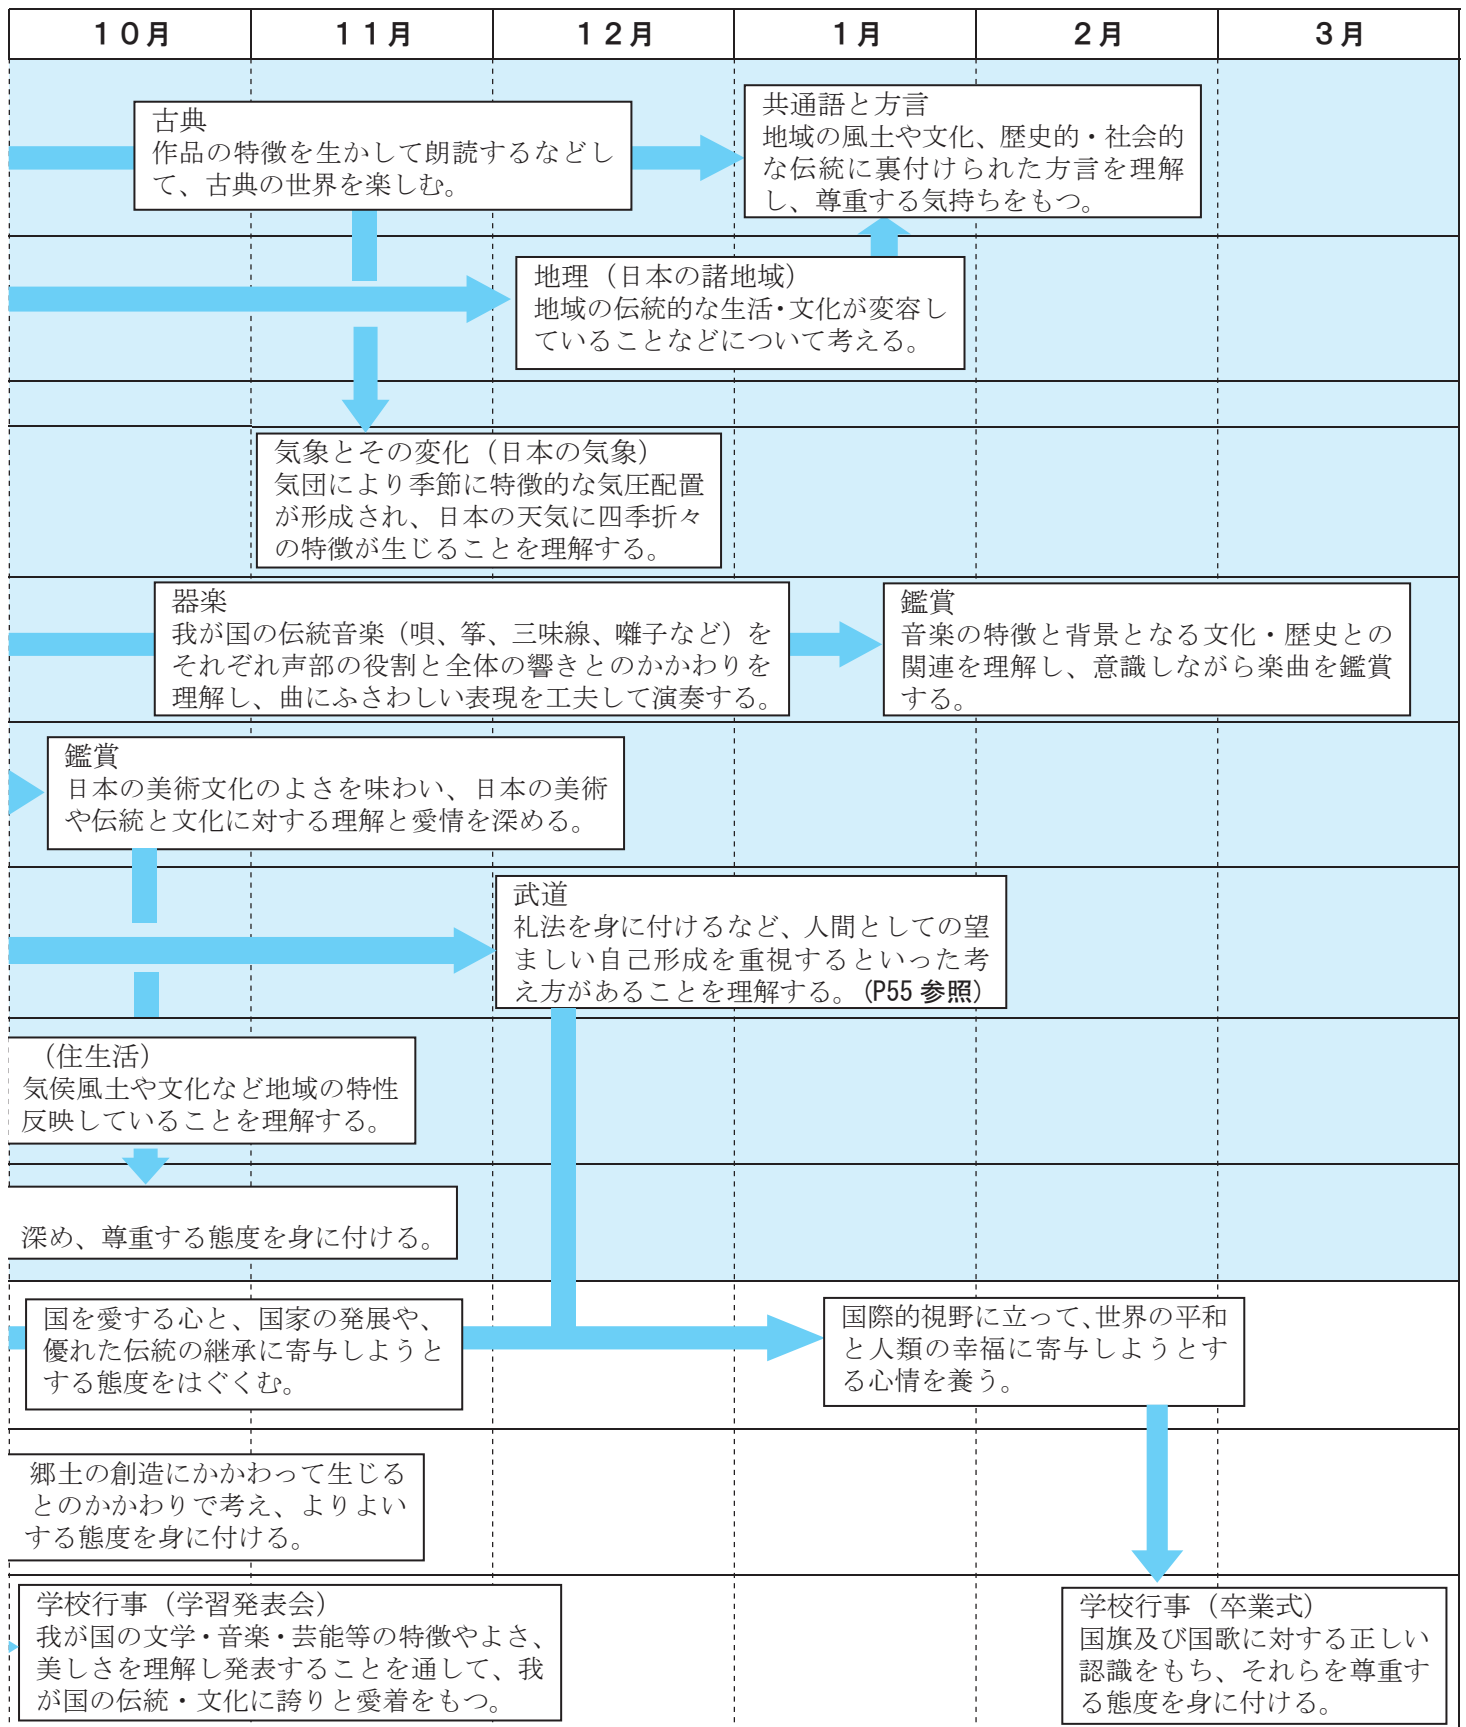 10月 11月 12月 1月 2月 3月
古典
作品の特徴を生かして朗読するなどし
て、古典の世界を楽しむ。
共通語と方言
地域の風土や文化、歴史的・社会的
な伝統に裏付けられた方言を理解
し、尊重する気持ちをもつ。
地理（日本の諸地域）
地域の伝統的な生活・文化が変容し
ていることなどについて考える。
気象とその変化（日本の気象）
気団により季節に特徴的な気圧配置
が形成され、日本の天気に四季折々
の特徴が生じることを理解する。
器楽
我が国の伝統音楽（唄、筝、三味線、囃子など）を
それぞれ声部の役割と全体の響きとのかかわりを
理解し、曲にふさわしい表現を工夫して演奏する。
鑑賞
音楽の特徴と背景となる文化・歴史との
関連を理解し、意識しながら楽曲を鑑賞
する。
鑑賞
日本の美術文化のよさを味わい、日本の美術
や伝統と文化に対する理解と愛情を深める。
武道
礼法を身に付けるなど、人間としての望
ましい自己形成を重視するといった考
え方があることを理解する。（P55 参照）
（住生活）
気侯風土や文化など地域の特性
反映していることを理解する。
深め、尊重する態度を身に付ける。
国を愛する心と、国家の発展や、
優れた伝統の継承に寄与しようと
する態度をはぐくむ。
国際的視野に立って、世界の平和
と人類の幸福に寄与しようとす
る心情を養う。
郷土の創造にかかわって生じる
とのかかわりで考え、よりよい
する態度を身に付ける。
学校行事（学習発表会）
我が国の文学・音楽・芸能等の特徴やよさ、
美しさを理解し発表することを通して、我
が国の伝統・文化に誇りと愛着をもつ。
学校行事（卒業式）
国旗及び国歌に対する正しい
認識をもち、それらを尊重す
る態度を身に付ける。